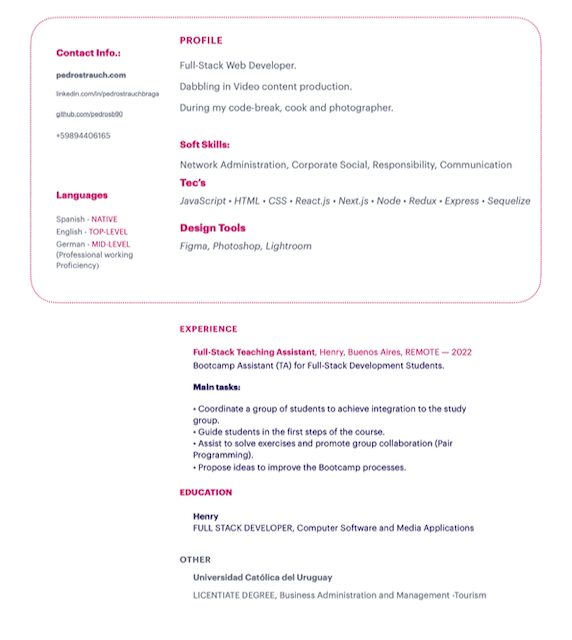 Contact Info.:
pedrostrauch.com
linkedin.com/in/pedrostrauchbraga
github.com/pedrosb90
+59894406165
Languages
Spanish - NATIVE
English - TOP-LEVEL
German - MID-LEVEL
(Professional working
Proficiency)
PROFILE
Full-Stack Web Developer.
Dabbling in Video content production.
During my code-break, cook and photographer.
Soft Skills:
Network Administration, Corporate Social, Responsibility, Communication
Tec's
JavaScript • HTML • CSS • React.js • Next.js • Node • Redux • Express • Sequelize
Design Tools
Figma, Photoshop, Lightroom
EXPERIENCE
Full-Stack Teaching Assistant, Henry, Buenos Aires, REMOTE — 2022
Bootcamp Assistant (TA) for Full-Stack Development Students.
Main tasks:
• Coordinate a group of students to achieve integration to the study
group.
• Guide students in the first steps of the course.
• Assist to solve exercises and promote group collaboration (Pair
Programming).
• Propose ideas to improve the Bootcamp processes.
EDUCATION
Henry
FULL STACK DEVELOPER, Computer Software and Media Applications
OTHER
Universidad Católica del Uruguay
LICENTIATE DEGREE, Business Administration and Management -Tourism